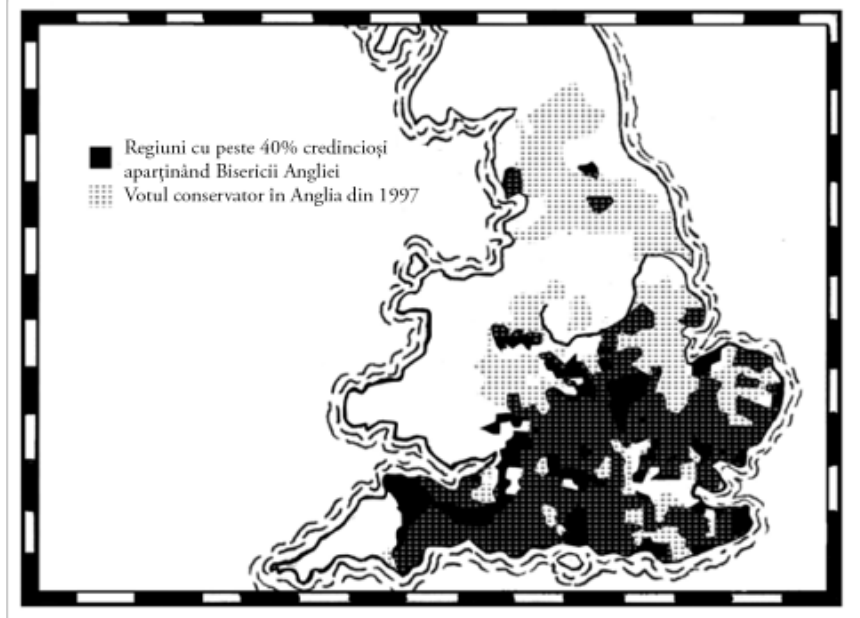 Regiuni cu peste 40% credincioși
aparținând Bisericii Angliei
Votul conservator în Anglia din 1997